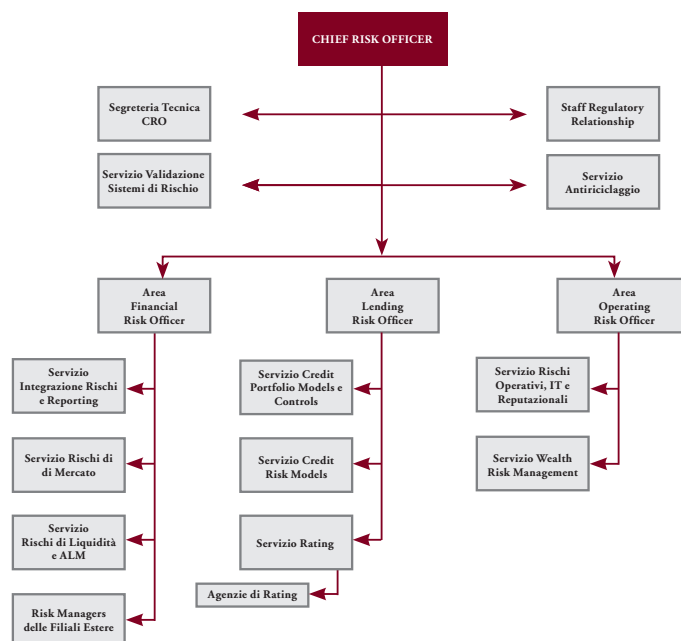 CHIEF RISK OFFICER
Segreteria Tecnica
CRO
Staff Regulatory
Relationship
Servizio Validazione
Sistemi di Rischio
Servizio
Antiriciclaggio
Area
Financial
Risk Officer
Area
Lending
Risk Officer
Area
Operating
Risk Officer
Servizio
Integrazione Rischi
e Reporting
Servizio Credit
Portfolio Models e
Controls
Servizio Rischi
Operativi, IT e
Reputazionali
Servizio Rischi di
di Mercato
Servizio Credit
Risk Models
Servizio Wealth
Risk Management
Servizio
Rischi di Liquidità
e ALM
Servizio Rating
Agenzie di Rating
Risk Managers
delle Filiali Estere